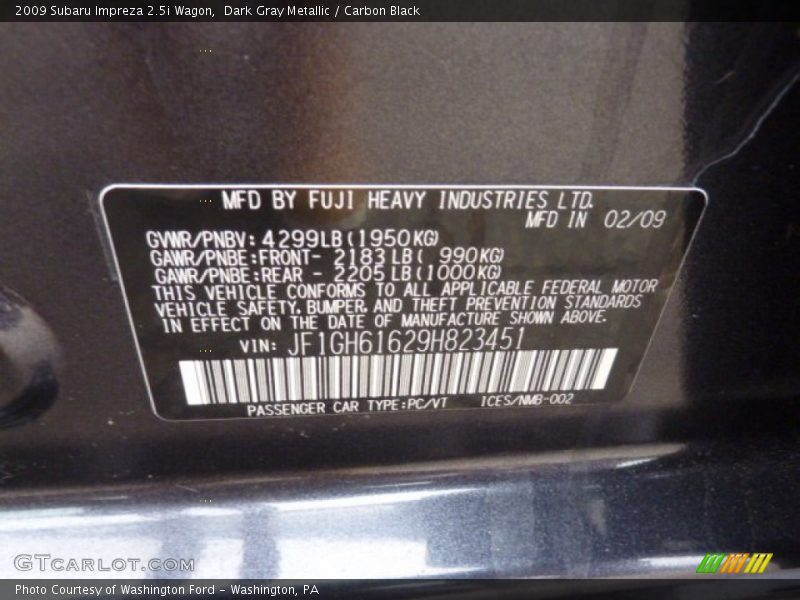 2009 Subaru Impreza 2.5i Wagon,  Dark Gray Metallic / Carbon Black
MFD BY FUJI HEAVY INDUSTRIES LTD.
MFD IN 02/09
GVWR/PNBV: 4299LB(1950KG)
GAWR/PNBE:FRONT- 2183LB( 990KG)
GAWR/PNBE:REAR - 2205LB(1000KG)
THIS VEHICLE CONFORMS TO ALL APPLICABLE FEDERAL MOTOR
VEHICLE SAFETY, BUMPER, AND THEFT PREVENTION STANDARDS
IN EFFECT ON THE DATE OF MANUFACTURE SHOWN ABOVE.
VIN: JF1GH61629H823451
PASSENGER CAR TYPE:PC/VT ICES/NMB-002
GTCARLOT.COM
Photo Courtesy of Washington Ford - Washington, PA